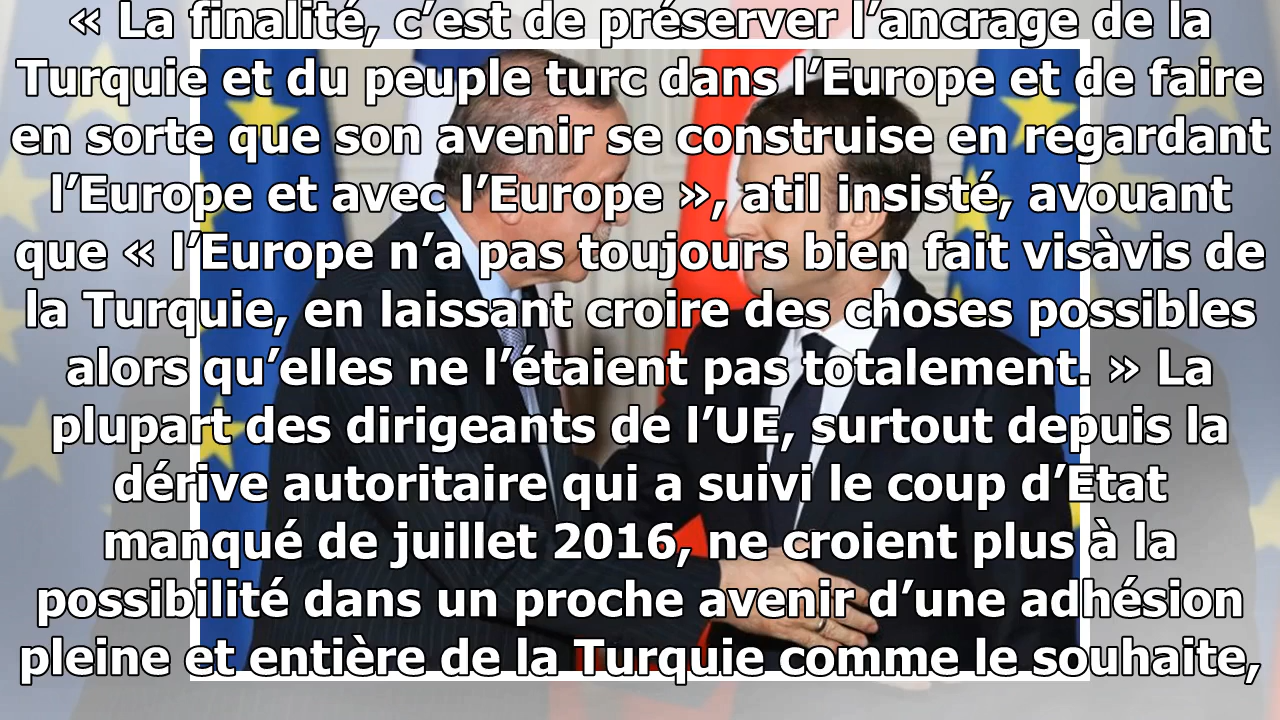 « La finalité, c’est de préserver l’ancrage de la
Turquie et du peuple turc dans l’Europe et de faire
en sorte que son avenir se construise en regardant
l’Europe et avec l’Europe », atil insisté, avouant
que « l’Europe n’a pas toujours bien fait visàvis de
la Turquie, en laissant croire des choses possibles
alors qu’elles ne l’étaient pas totalement. » La
plupart des dirigeants de l’UE, surtout depuis la
dérive autoritaire qui a suivi le coup d’Etat
manqué de juillet 2016, ne croient plus à la
possibilité dans un proche avenir d’une adhésion
pleine et entière de la Turquie comme le souhaite,